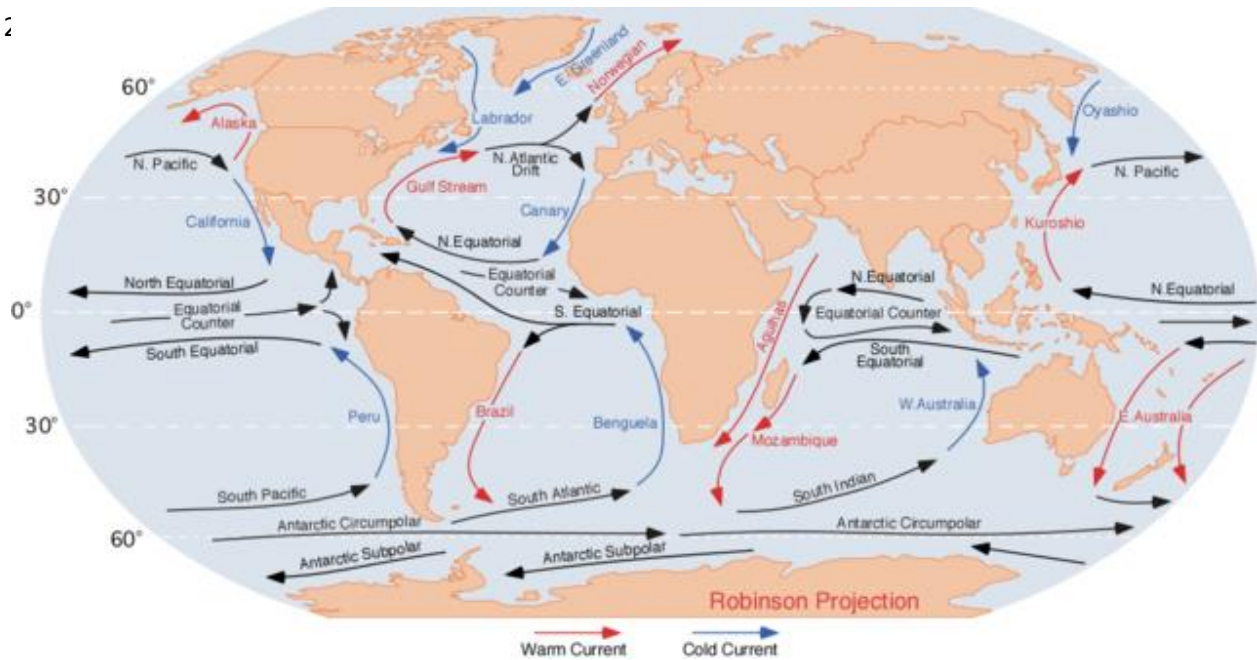 2
E. Greenland
Norwegian
60°
Alaska
Labrador
Oyashio
N. Pacific
N. Atlantic
Drift
N. Pacific
Gulf Stream
30°
California
Canary
Kuroshio
N.Equatorial
North Equatorial
Equatorial
Counter
N.Equatorial
N.Equatorial
Equatorial
Counter
0°
S. Equatorial
Equatorial Counter
South Equatorial
South
Equatorial
Agulhas
Peru
Brazil
Benguela
W.Australia
E.Australia
30°
Mozambique
South Pacific
South Atlantic
South Indian
Antarctic Circumpolar
Antarctic Circumpolar
60°
Antarctic Subpolar
Antarctic Subpolar
Robinson Projection
Warm Current
Cold Current